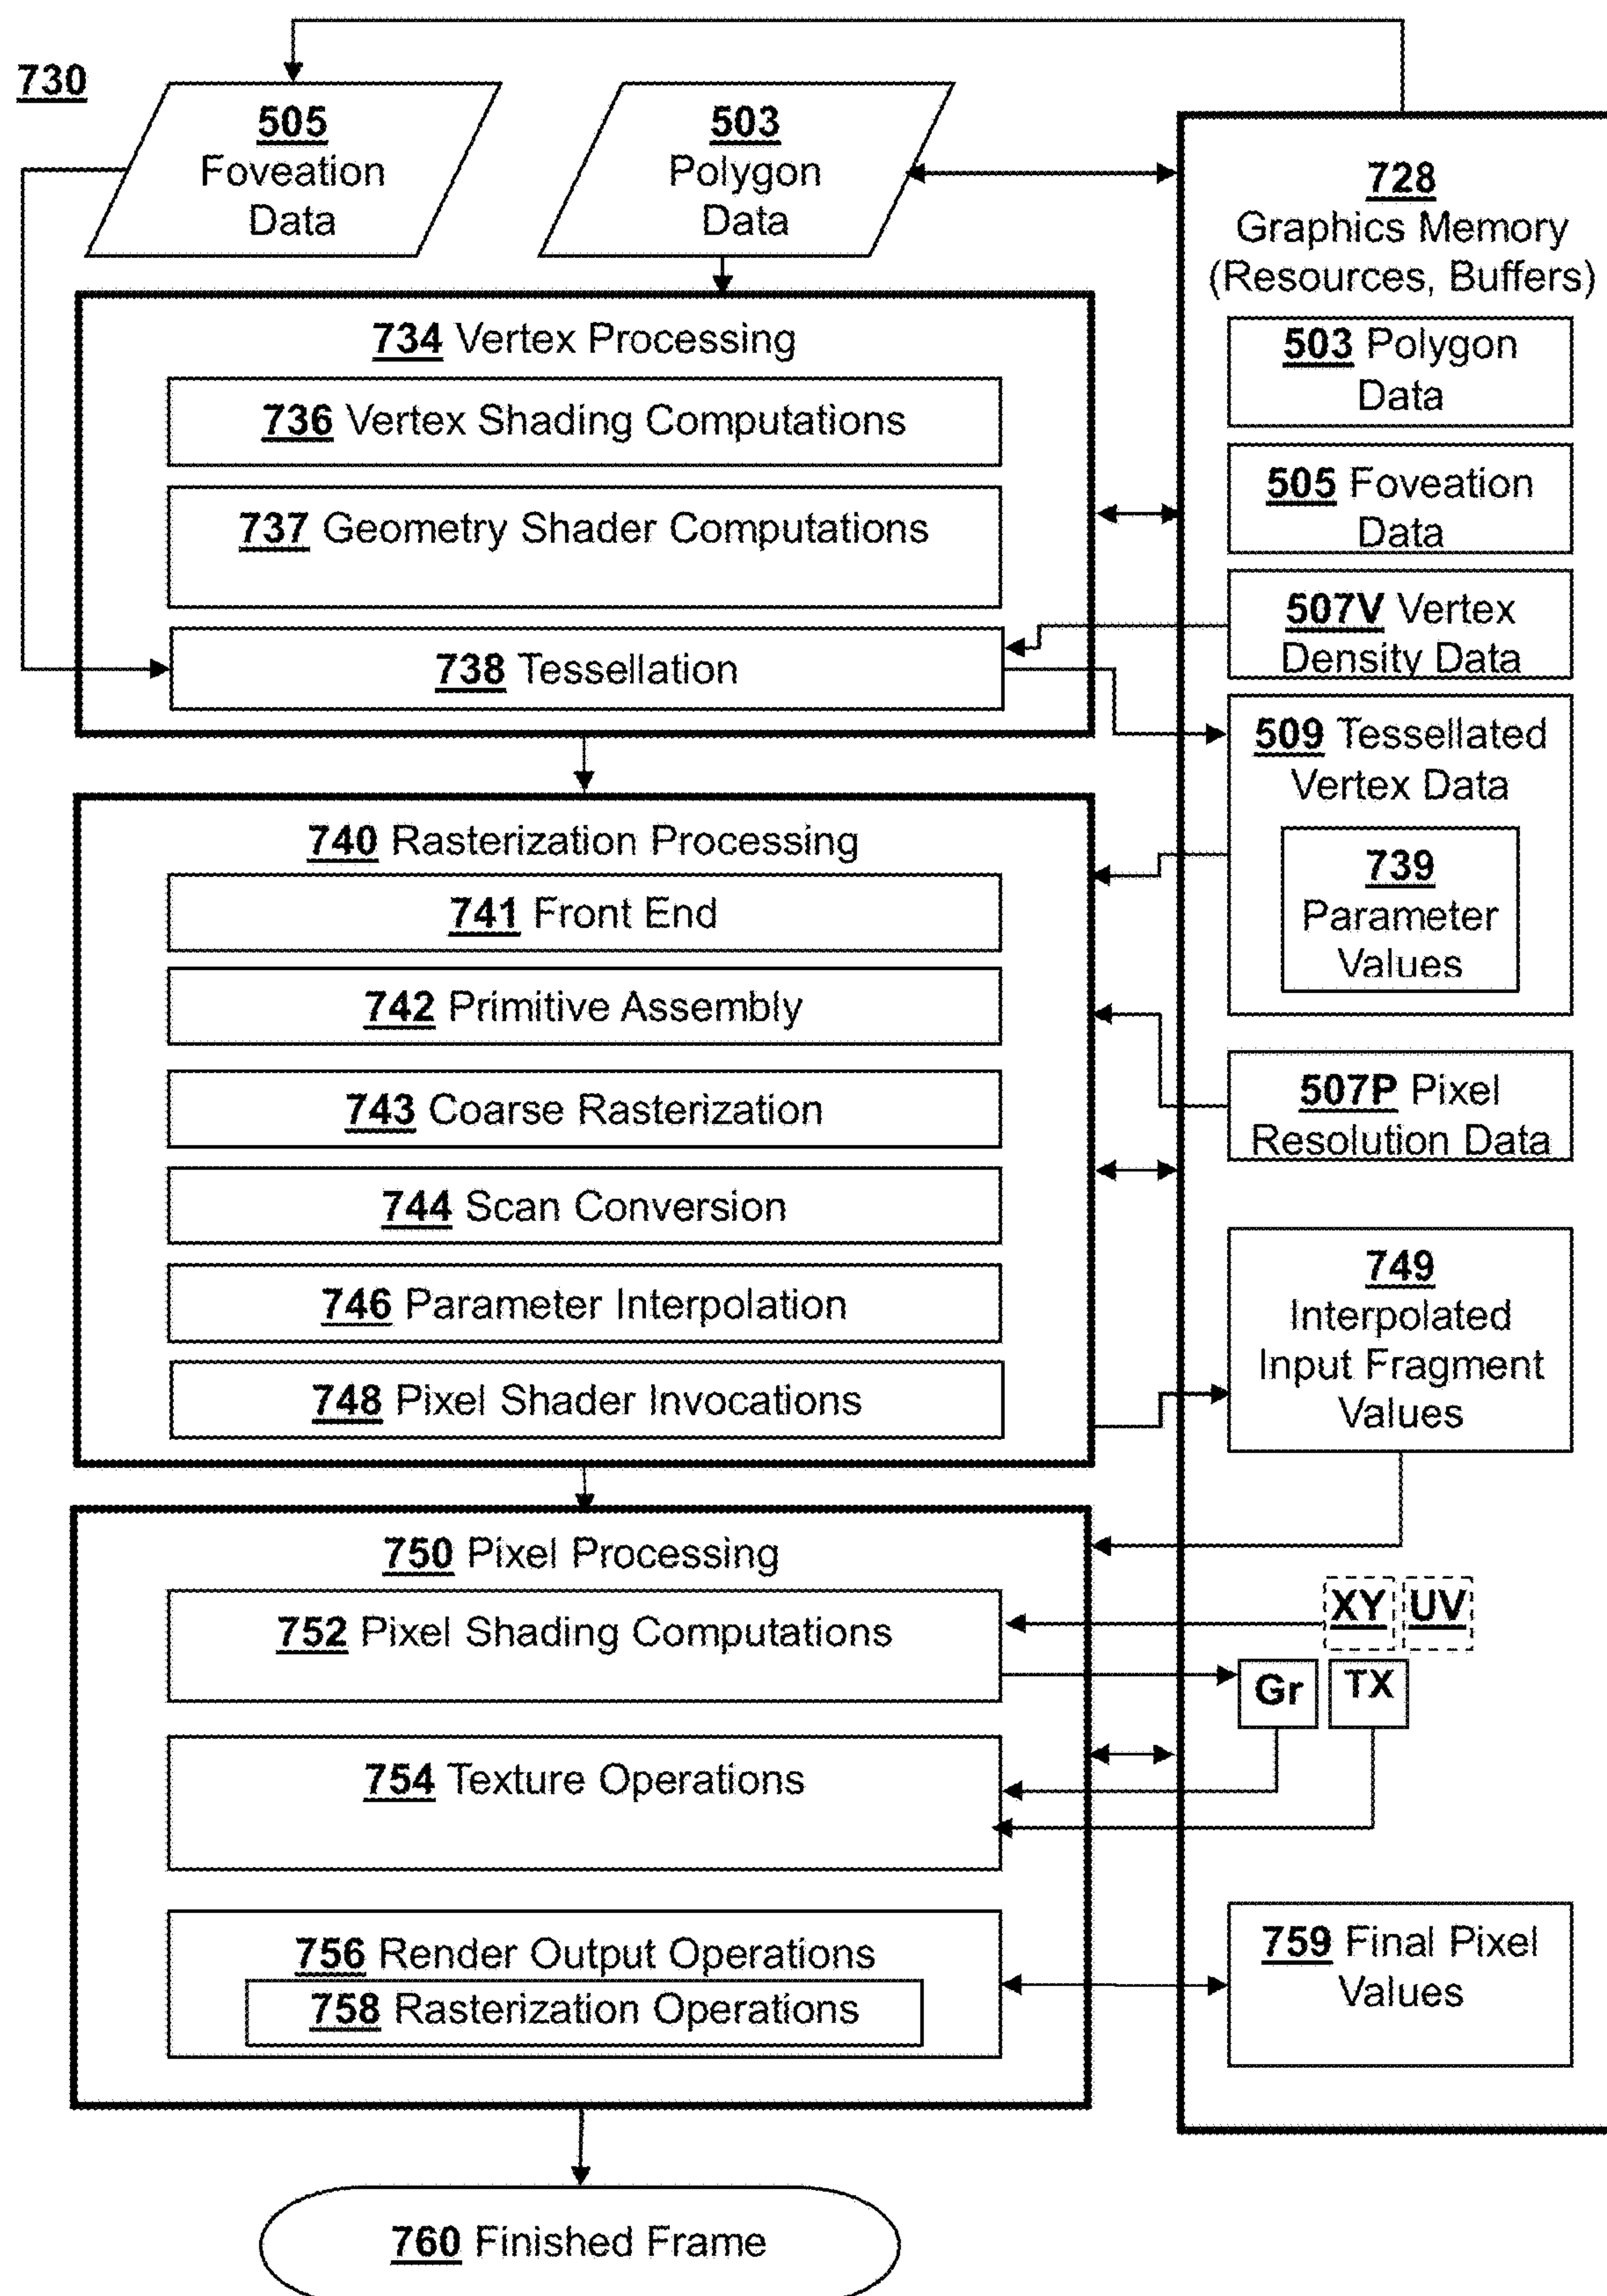 730
505
Foveation
Data
503
Polygon
Data
728
Graphics Memory
(Resources, Buffers)
503 Polygon
Data
505 Foveation
Data
507V Vertex
Density Data
509 Tessellated
Vertex Data
739
Parameter
Values
507P Pixel
Resolution Data
749
Interpolated
Input Fragment
Values
XY UV
Gr TX
759 Final Pixel
Values
734 Vertex Processing
736 Vertex Shading Computations
737 Geometry Shader Computations
738 Tessellation
740 Rasterization Processing
741 Front End
742 Primitive Assembly
743 Coarse Rasterization
744 Scan Conversion
746 Parameter Interpolation
748 Pixel Shader Invocations
750 Pixel Processing
752 Pixel Shading Computations
754 Texture Operations
756 Render Output Operations
758 Rasterization Operations
760 Finished Frame